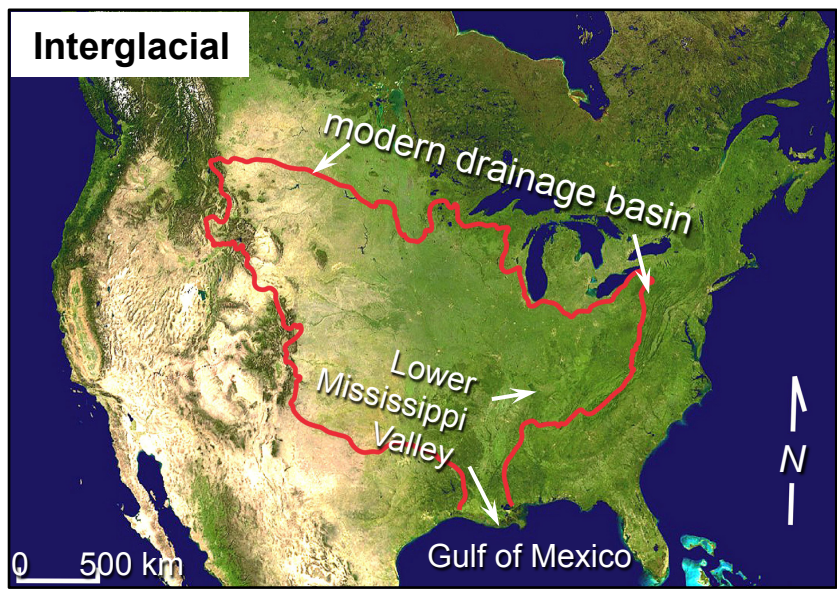 Interglacial
modern drainage basin
Lower
Mississippi
Valley
N
Gulf of Mexico
0 500 km